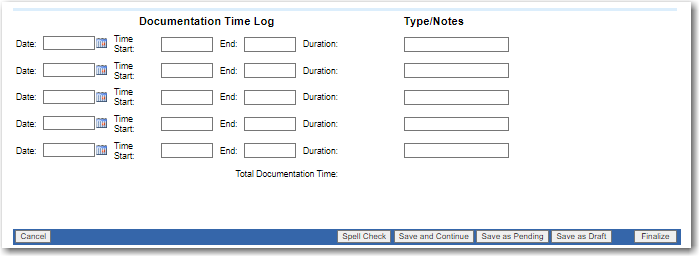 Documentation Time Log Type/Notes
Date: Time Start: End: Duration:
Date: Time Start: End: Duration:
Date: Time Start: End: Duration:
Date: Time Start: End: Duration:
Date: Time Start: End: Duration:
Total Documentation Time:
Cancel Spell Check Save and Continue Save as Pending Save as Draft Finalize